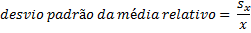 desvio padrão da média relativo = s_x / x